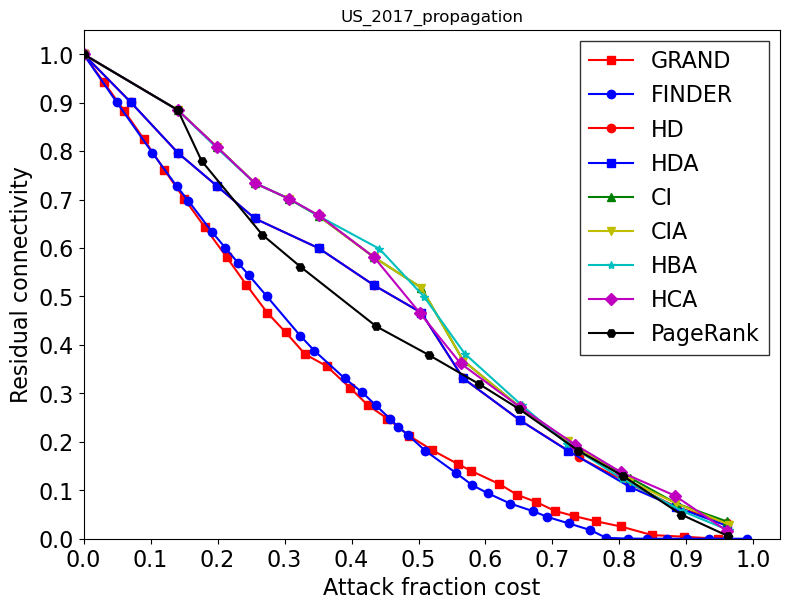 US_2017_propagation
Residual connectivity
1.0
0.9
0.8
0.7
0.6
0.5
0.4
0.3
0.2
0.1
0.0
GRAND
FINDER
HD
HDA
CI
CIA
HBA
HCA
PageRank
0.0 0.1 0.2 0.3 0.4 0.5 0.6 0.7 0.8 0.9 1.0
Attack fraction cost